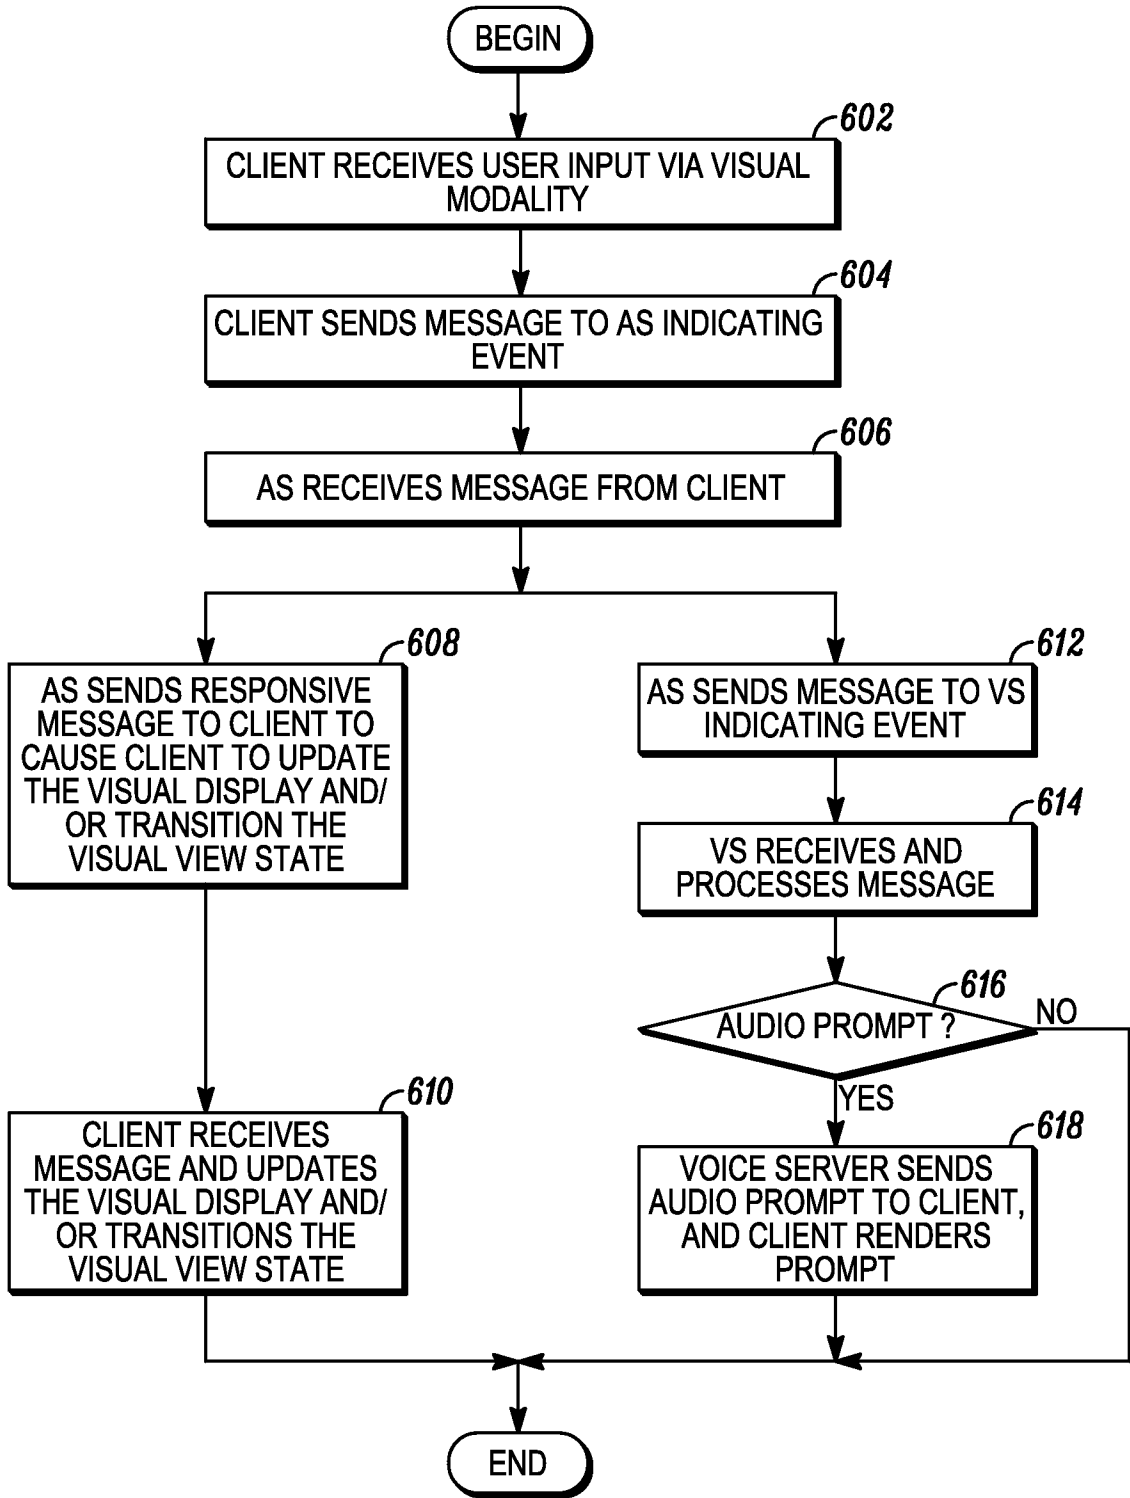 BEGIN
602
CLIENT RECEIVES USER INPUT VIA VISUAL
MODALITY
604
CLIENT SENDS MESSAGE TO AS INDICATING
EVENT
606
AS RECEIVES MESSAGE FROM CLIENT
608
AS SENDS RESPONSIVE
MESSAGE TO CLIENT TO
CAUSE CLIENT TO UPDATE
THE VISUAL DISPLAY AND/
OR TRANSITION THE
VISUAL VIEW STATE
610
CLIENT RECEIVES
MESSAGE AND UPDATES
THE VISUAL DISPLAY AND/
OR TRANSITIONS THE
VISUAL VIEW STATE
612
AS SENDS MESSAGE TO VS
INDICATING EVENT
614
VS RECEIVES AND
PROCESSES MESSAGE
616
AUDIO PROMPT ?
NO
YES
618
VOICE SERVER SENDS
AUDIO PROMPT TO CLIENT,
AND CLIENT RENDERS
PROMPT
END